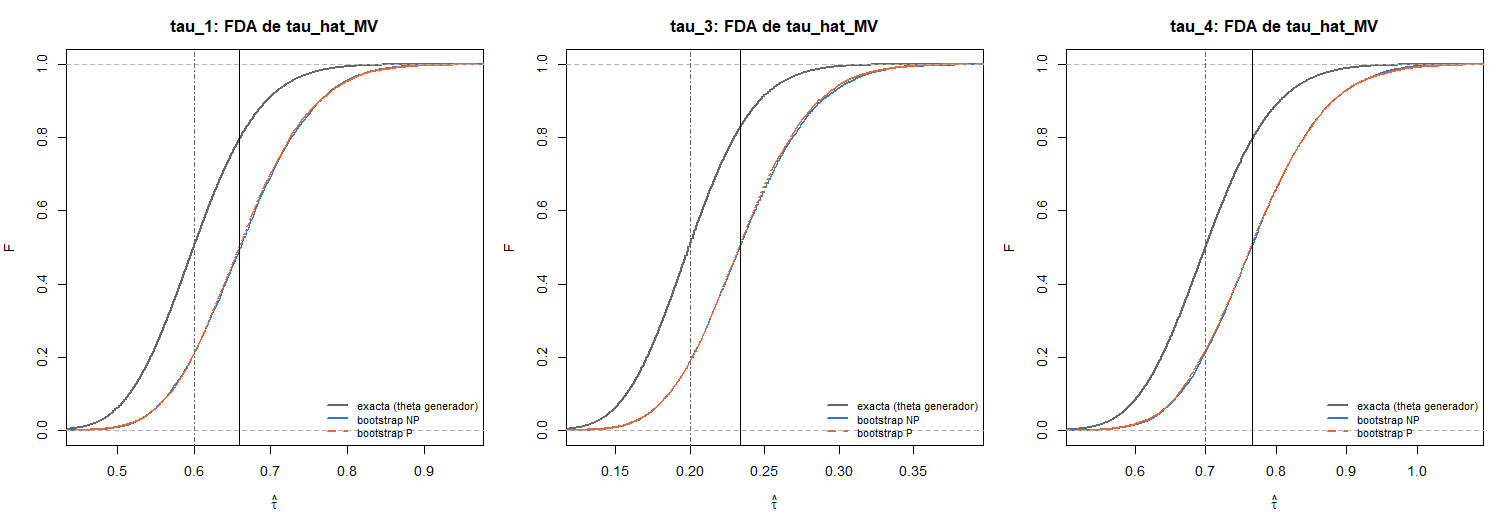 tau_1: FDA de tau_hat_MV
F
0.0
0.2
0.4
0.6
0.8
1.0
exacta (theta generador)
bootstrap NP
bootstrap P
0.5 0.6 0.7 0.8 0.9
τ̂
tau_3: FDA de tau_hat_MV
F
0.0
0.2
0.4
0.6
0.8
1.0
exacta (theta generador)
bootstrap NP
bootstrap P
0.15 0.20 0.25 0.30 0.35
τ̂
tau_4: FDA de tau_hat_MV
F
0.0
0.2
0.4
0.6
0.8
1.0
exacta (theta generador)
bootstrap NP
bootstrap P
0.6 0.7 0.8 0.9 1.0
τ̂